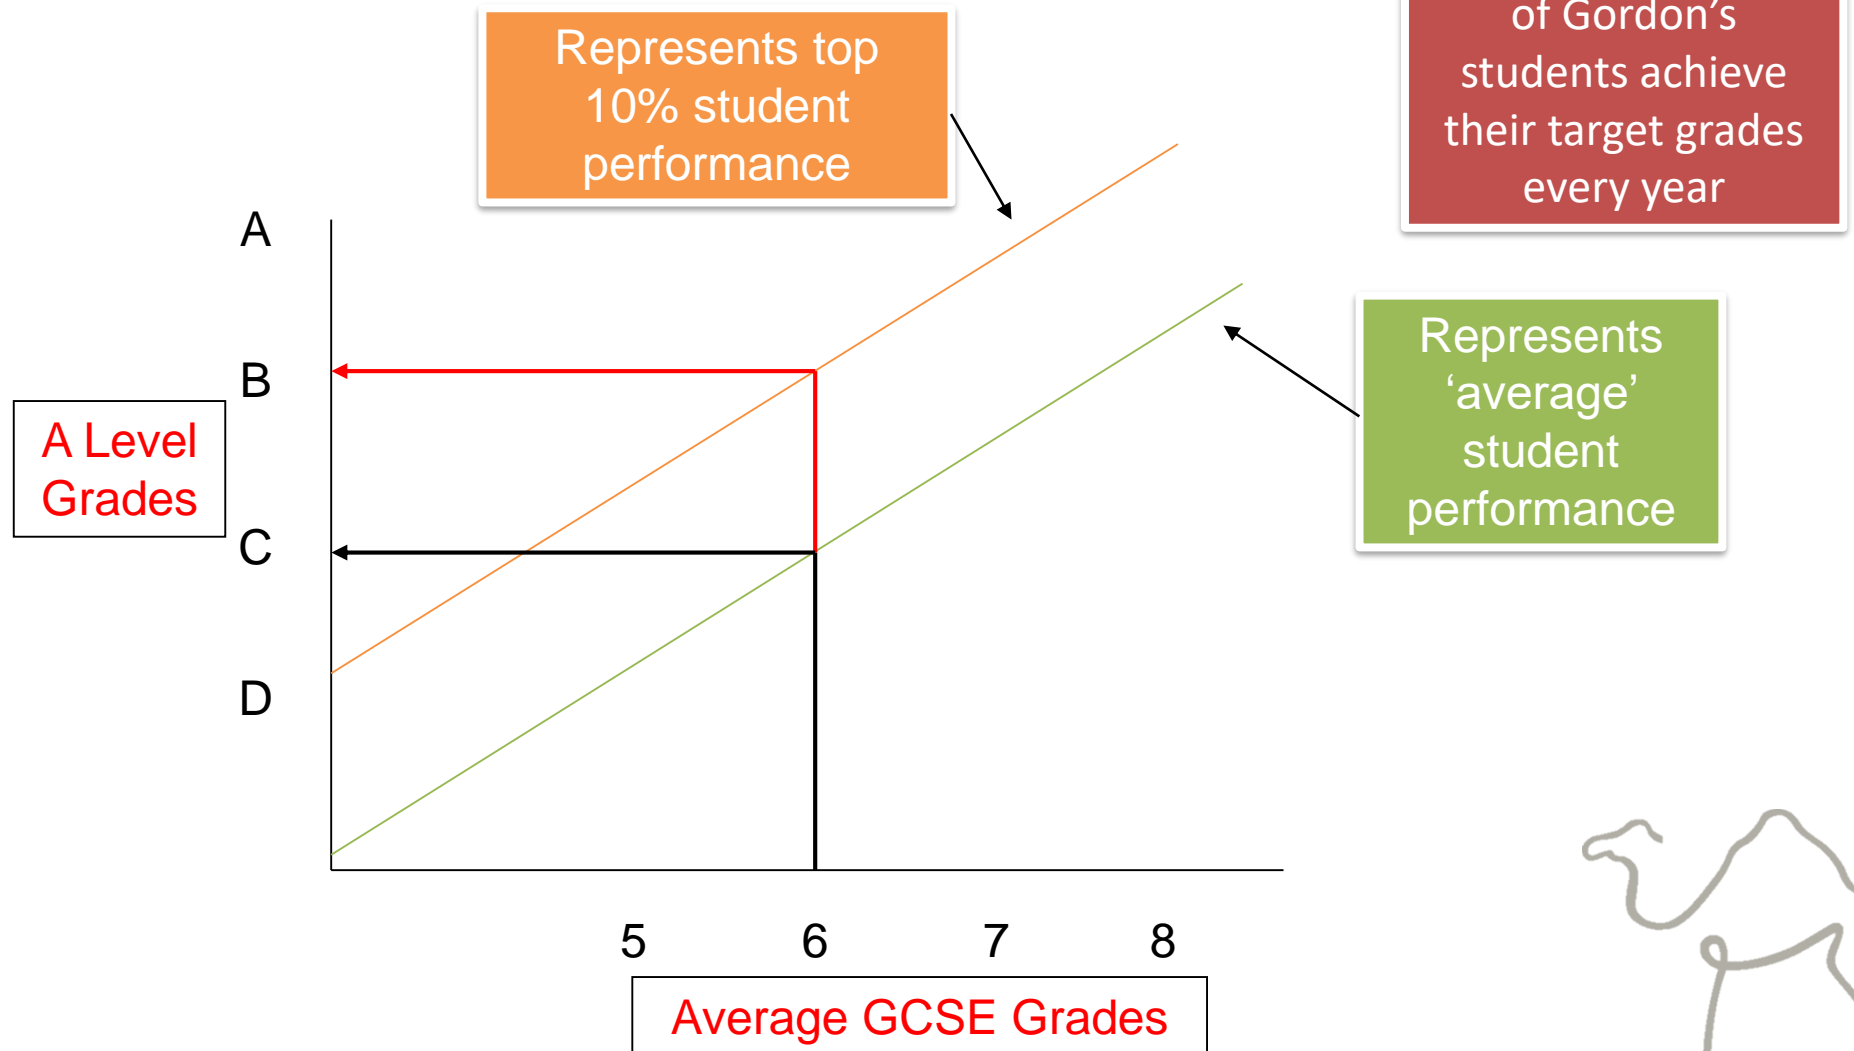 Represents top
10% student
performance
of Gordon’s
students achieve
their target grades
every year
A
B
C
D
A Level
Grades
Represents
‘average’
student
performance
5 6 7 8
Average GCSE Grades